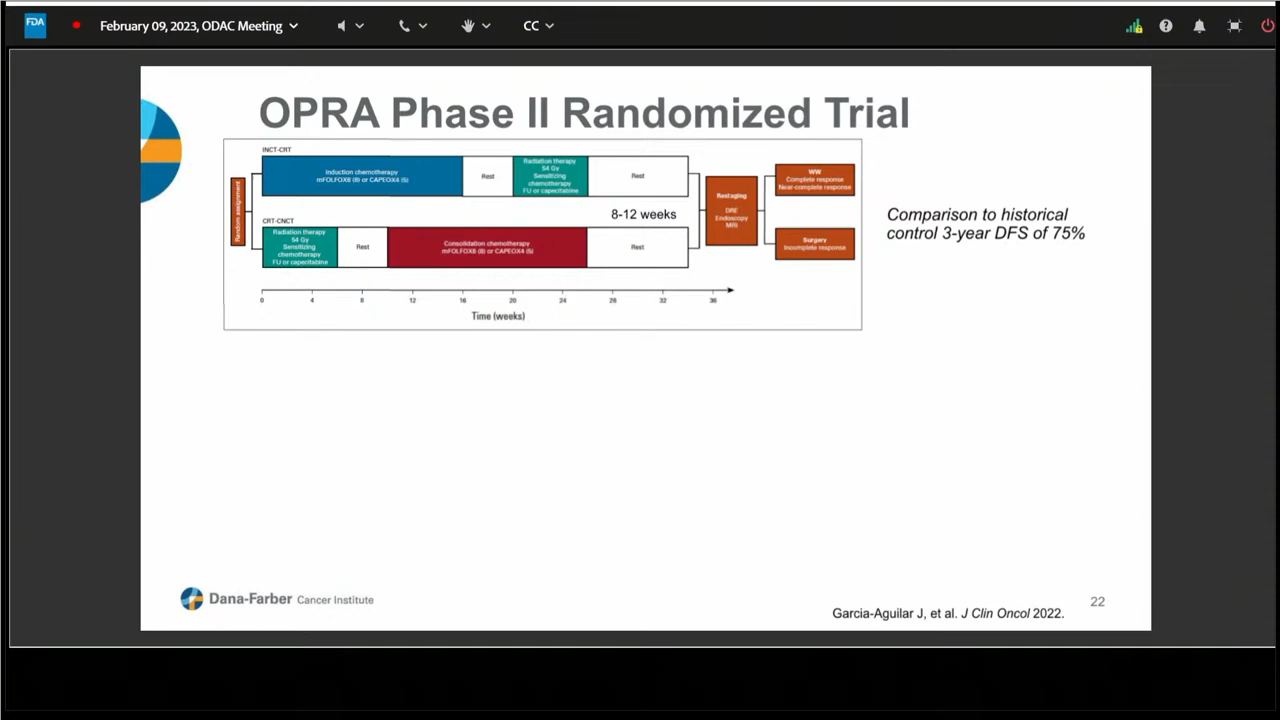 FDA
February 09, 2023, ODAC Meeting
CC
OPRA Phase II Randomized Trial
INCT-CRT
Random assignment
Induction chemotherapy
mFOLFOX6 (8) or CAPEOX4 (5)
Rest
Radiation therapy
54 Gy
Sensitizing
chemotherapy
FU or capecitabine
Rest
8-12 weeks
CRT-CNCT
Radiation therapy
54 Gy
Sensitizing
chemotherapy
FU or capecitabine
Rest
Consolidation chemotherapy
mFOLFOX6 (8) or CAPEOX4 (5)
Rest
Restaging
DRE
Endoscopy
MRI
WW
Complete response
Near-complete response
Surgery
Incomplete response
0 4 8 12 16 20 24 28 32 36
Time (weeks)
Comparison to historical
control 3-year DFS of 75%
Dana-Farber Cancer Institute
22
Garcia-Aguilar J, et al. J Clin Oncol 2022.